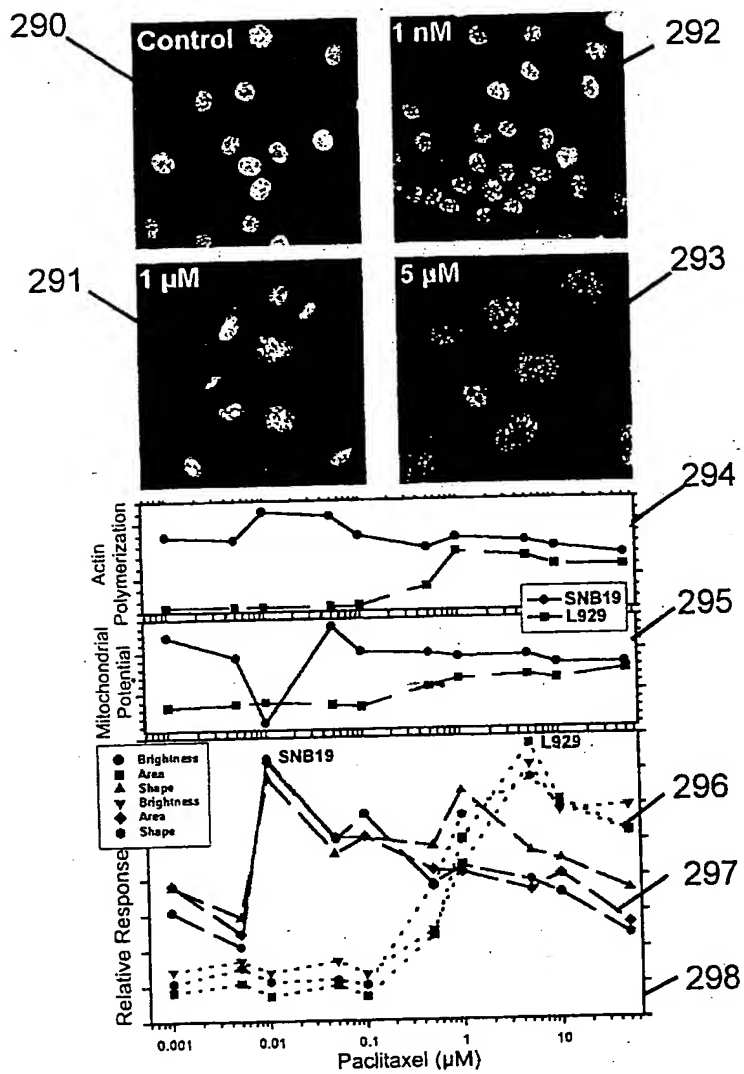 290
Control
1 nM
292
291
1 µM
5 µM
293
294
Actin
Polymerization
SNB19
L929
295
Mitochondrial
Potential
Brightness
Area
Shape
Brightness
Area
Shape
SNB19
L929
296
297
Relative Response
298
0.001
0.01
0.1
1
10
Paclitaxel (µM)